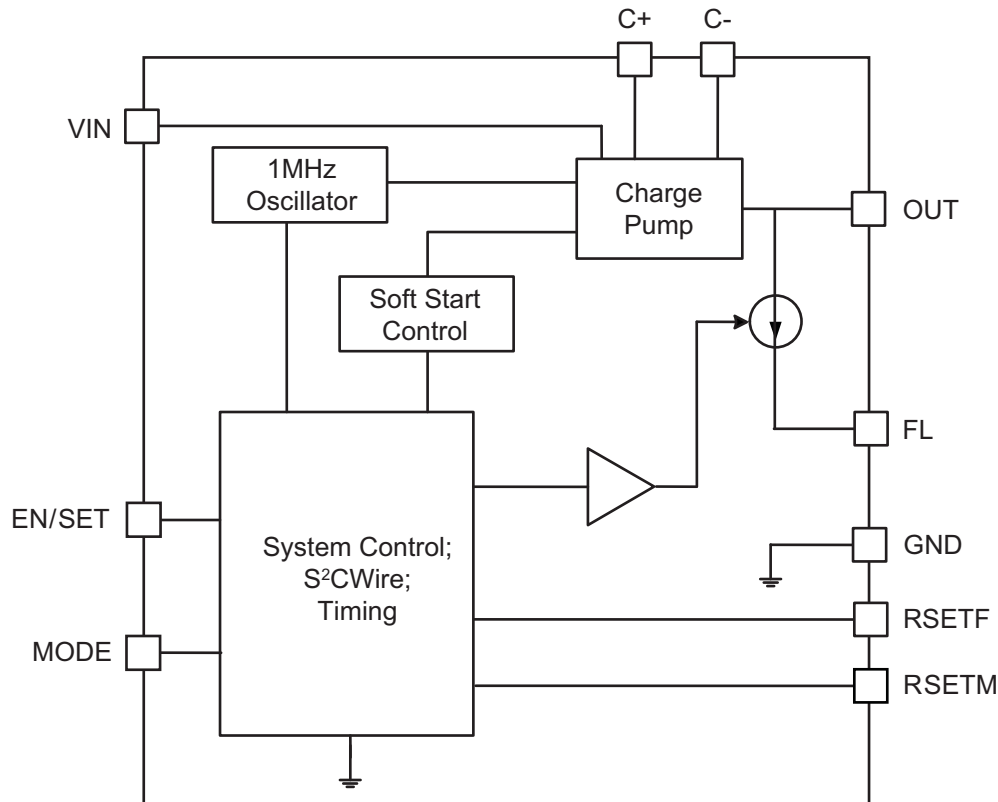 C+
C-
VIN
1MHz
Oscillator
Charge
Pump
OUT
Soft Start
Control
FL
EN/SET
System Control;
S²CWire;
Timing
GND
RSETF
MODE
RSETM